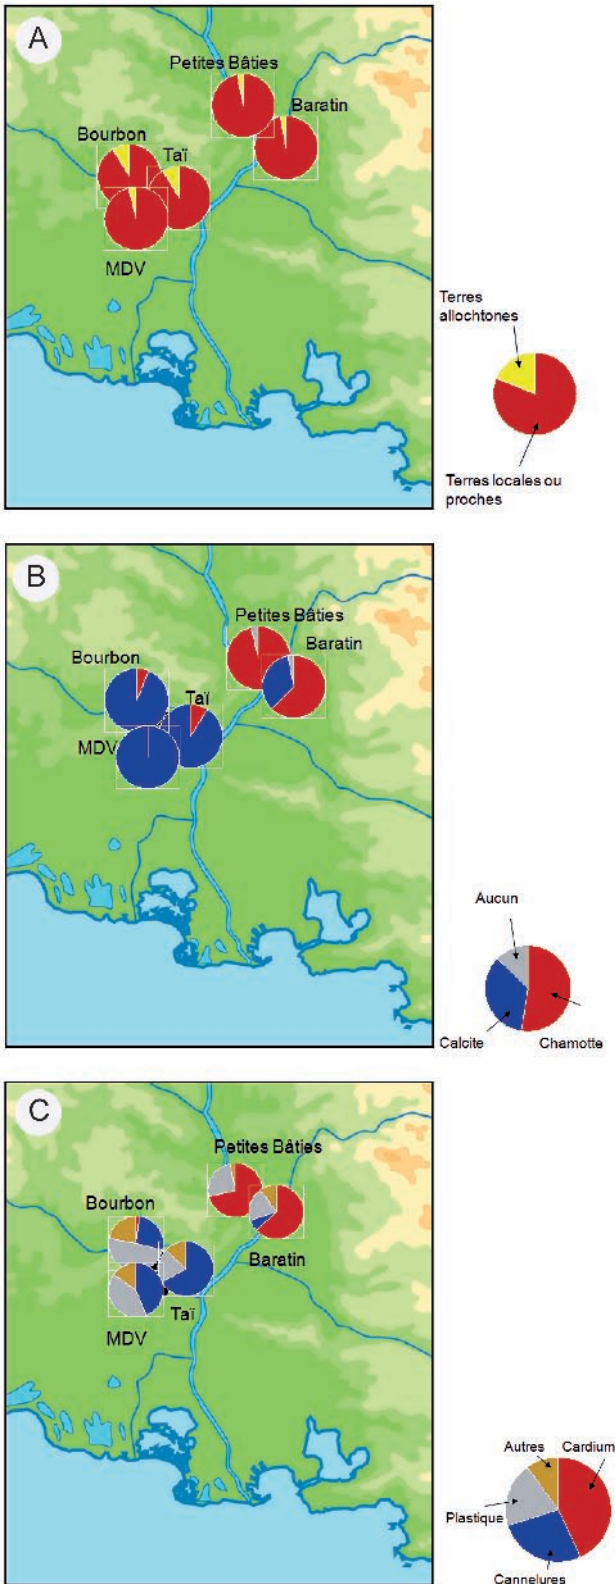 A
Petites Bâties
Baratin
Bourbon
Taï
MDV
Terres
allochtones
Terres locales ou
proches
B
Petites Bâties
Baratin
Bourbon
Taï
MDV
Aucun
Calcite
Chamotte
C
Petites Bâties
Bourbon
Baratin
Taï
MDV
Autres
Cardium
Plastique
Cannelures